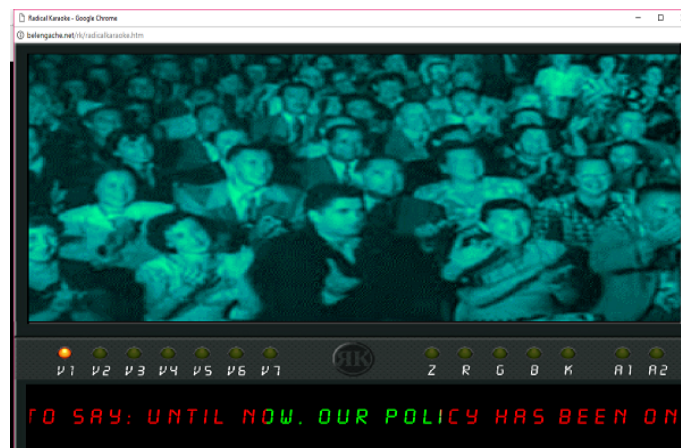 Radical Karaoke - Google Chrome
belengache.net/rk/radicalkaraoke.htm
RK
V1 V2 V3 V4 V5 V6 V7 Z R G B K A1 A2
TO SAY: UNTIL NOW, OUR POLICY HAS BEEN ON